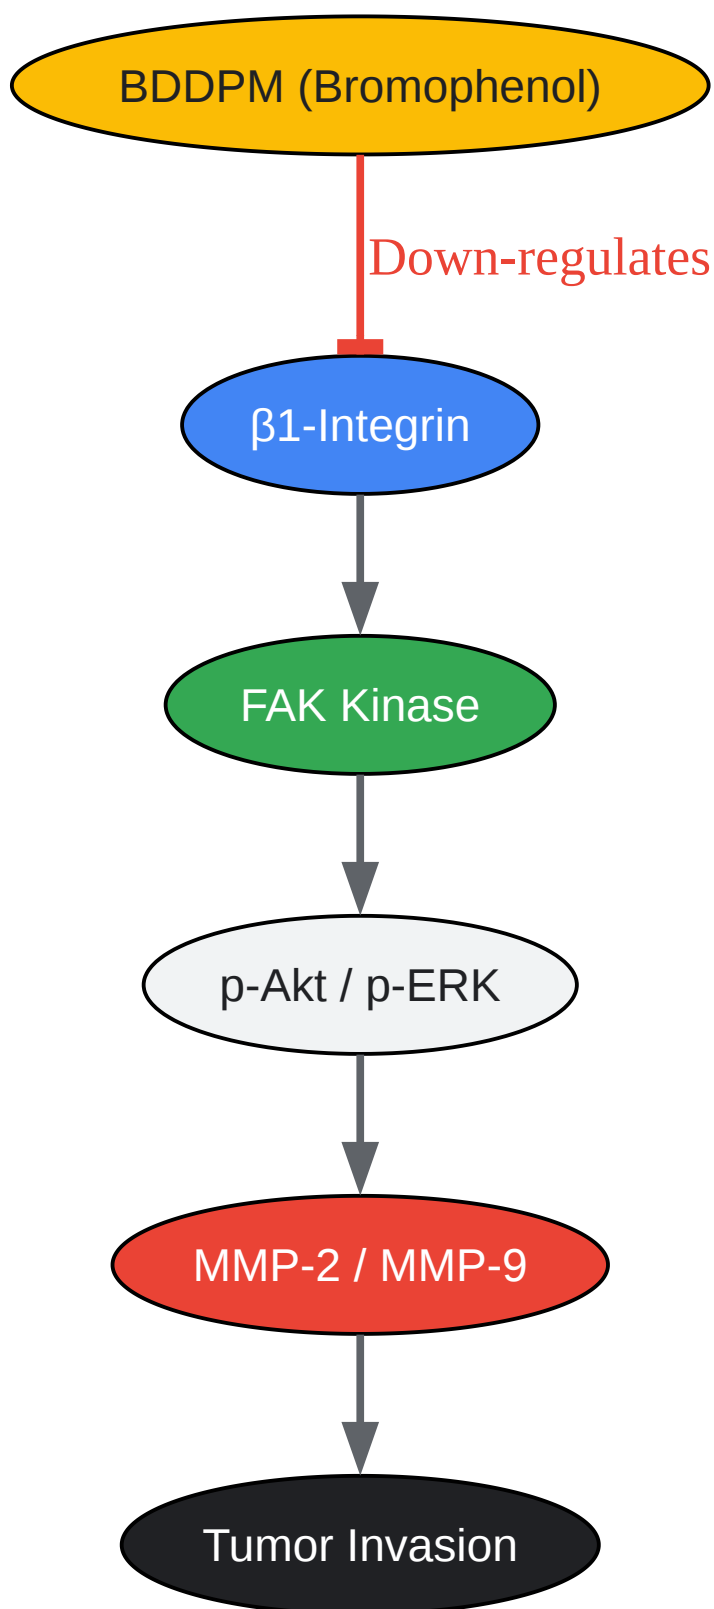 BDDPM (Bromophenol)
Down-regulates
β1-Integrin
FAK Kinase
p-Akt / p-ERK
MMP-2 / MMP-9
Tumor Invasion